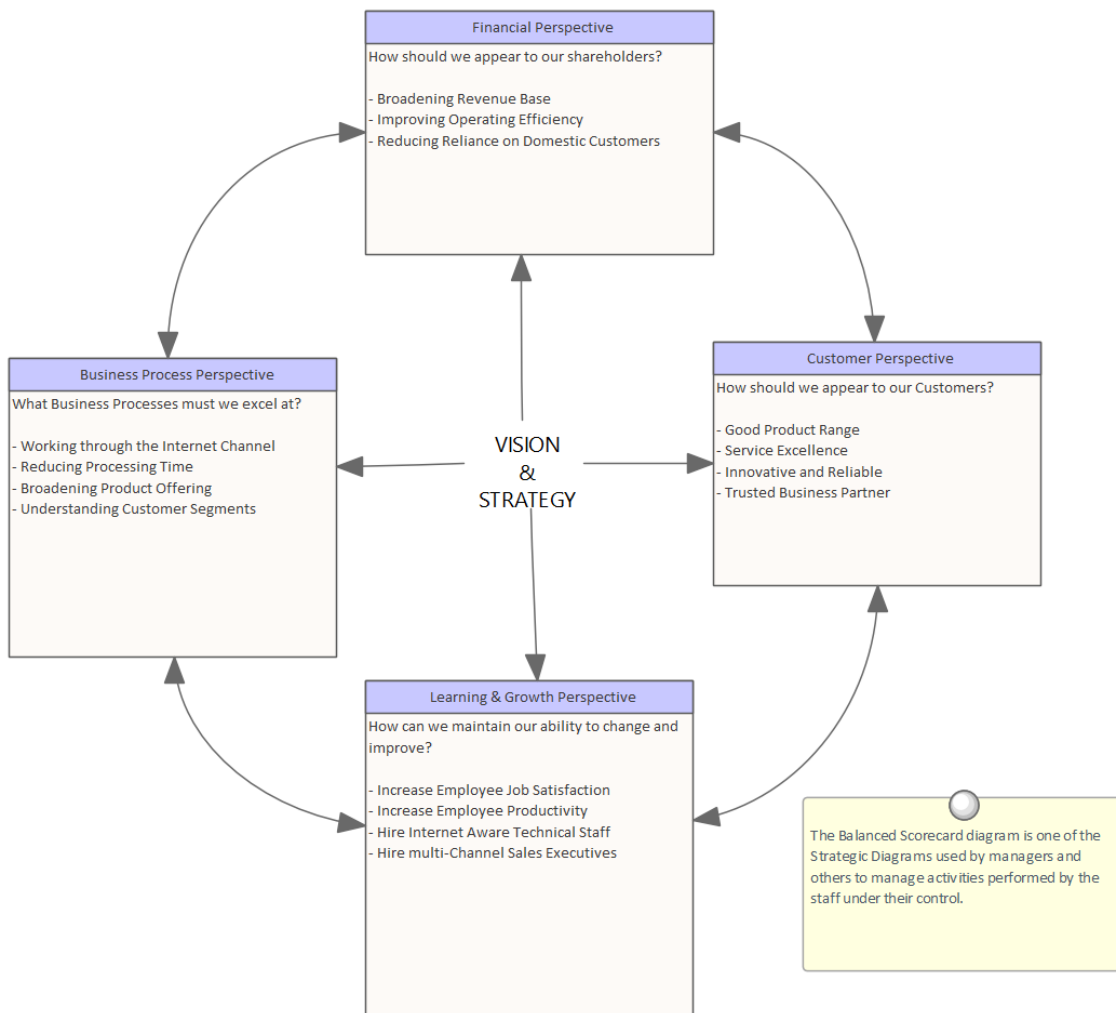 Financial Perspective
How should we appear to our shareholders?
- Broadening Revenue Base
- Improving Operating Efficiency
- Reducing Reliance on Domestic Customers
Business Process Perspective
What Business Processes must we excel at?
- Working through the Internet Channel
- Reducing Processing Time
- Broadening Product Offering
- Understanding Customer Segments
VISION
&
STRATEGY
Customer Perspective
How should we appear to our Customers?
- Good Product Range
- Service Excellence
- Innovative and Reliable
- Trusted Business Partner
Learning & Growth Perspective
How can we maintain our ability to change and
improve?
- Increase Employee Job Satisfaction
- Increase Employee Productivity
- Hire Internet Aware Technical Staff
- Hire multi-Channel Sales Executives
The Balanced Scorecard diagram is one of the
Strategic Diagrams used by managers and
others to manage activities performed by the
staff under their control.